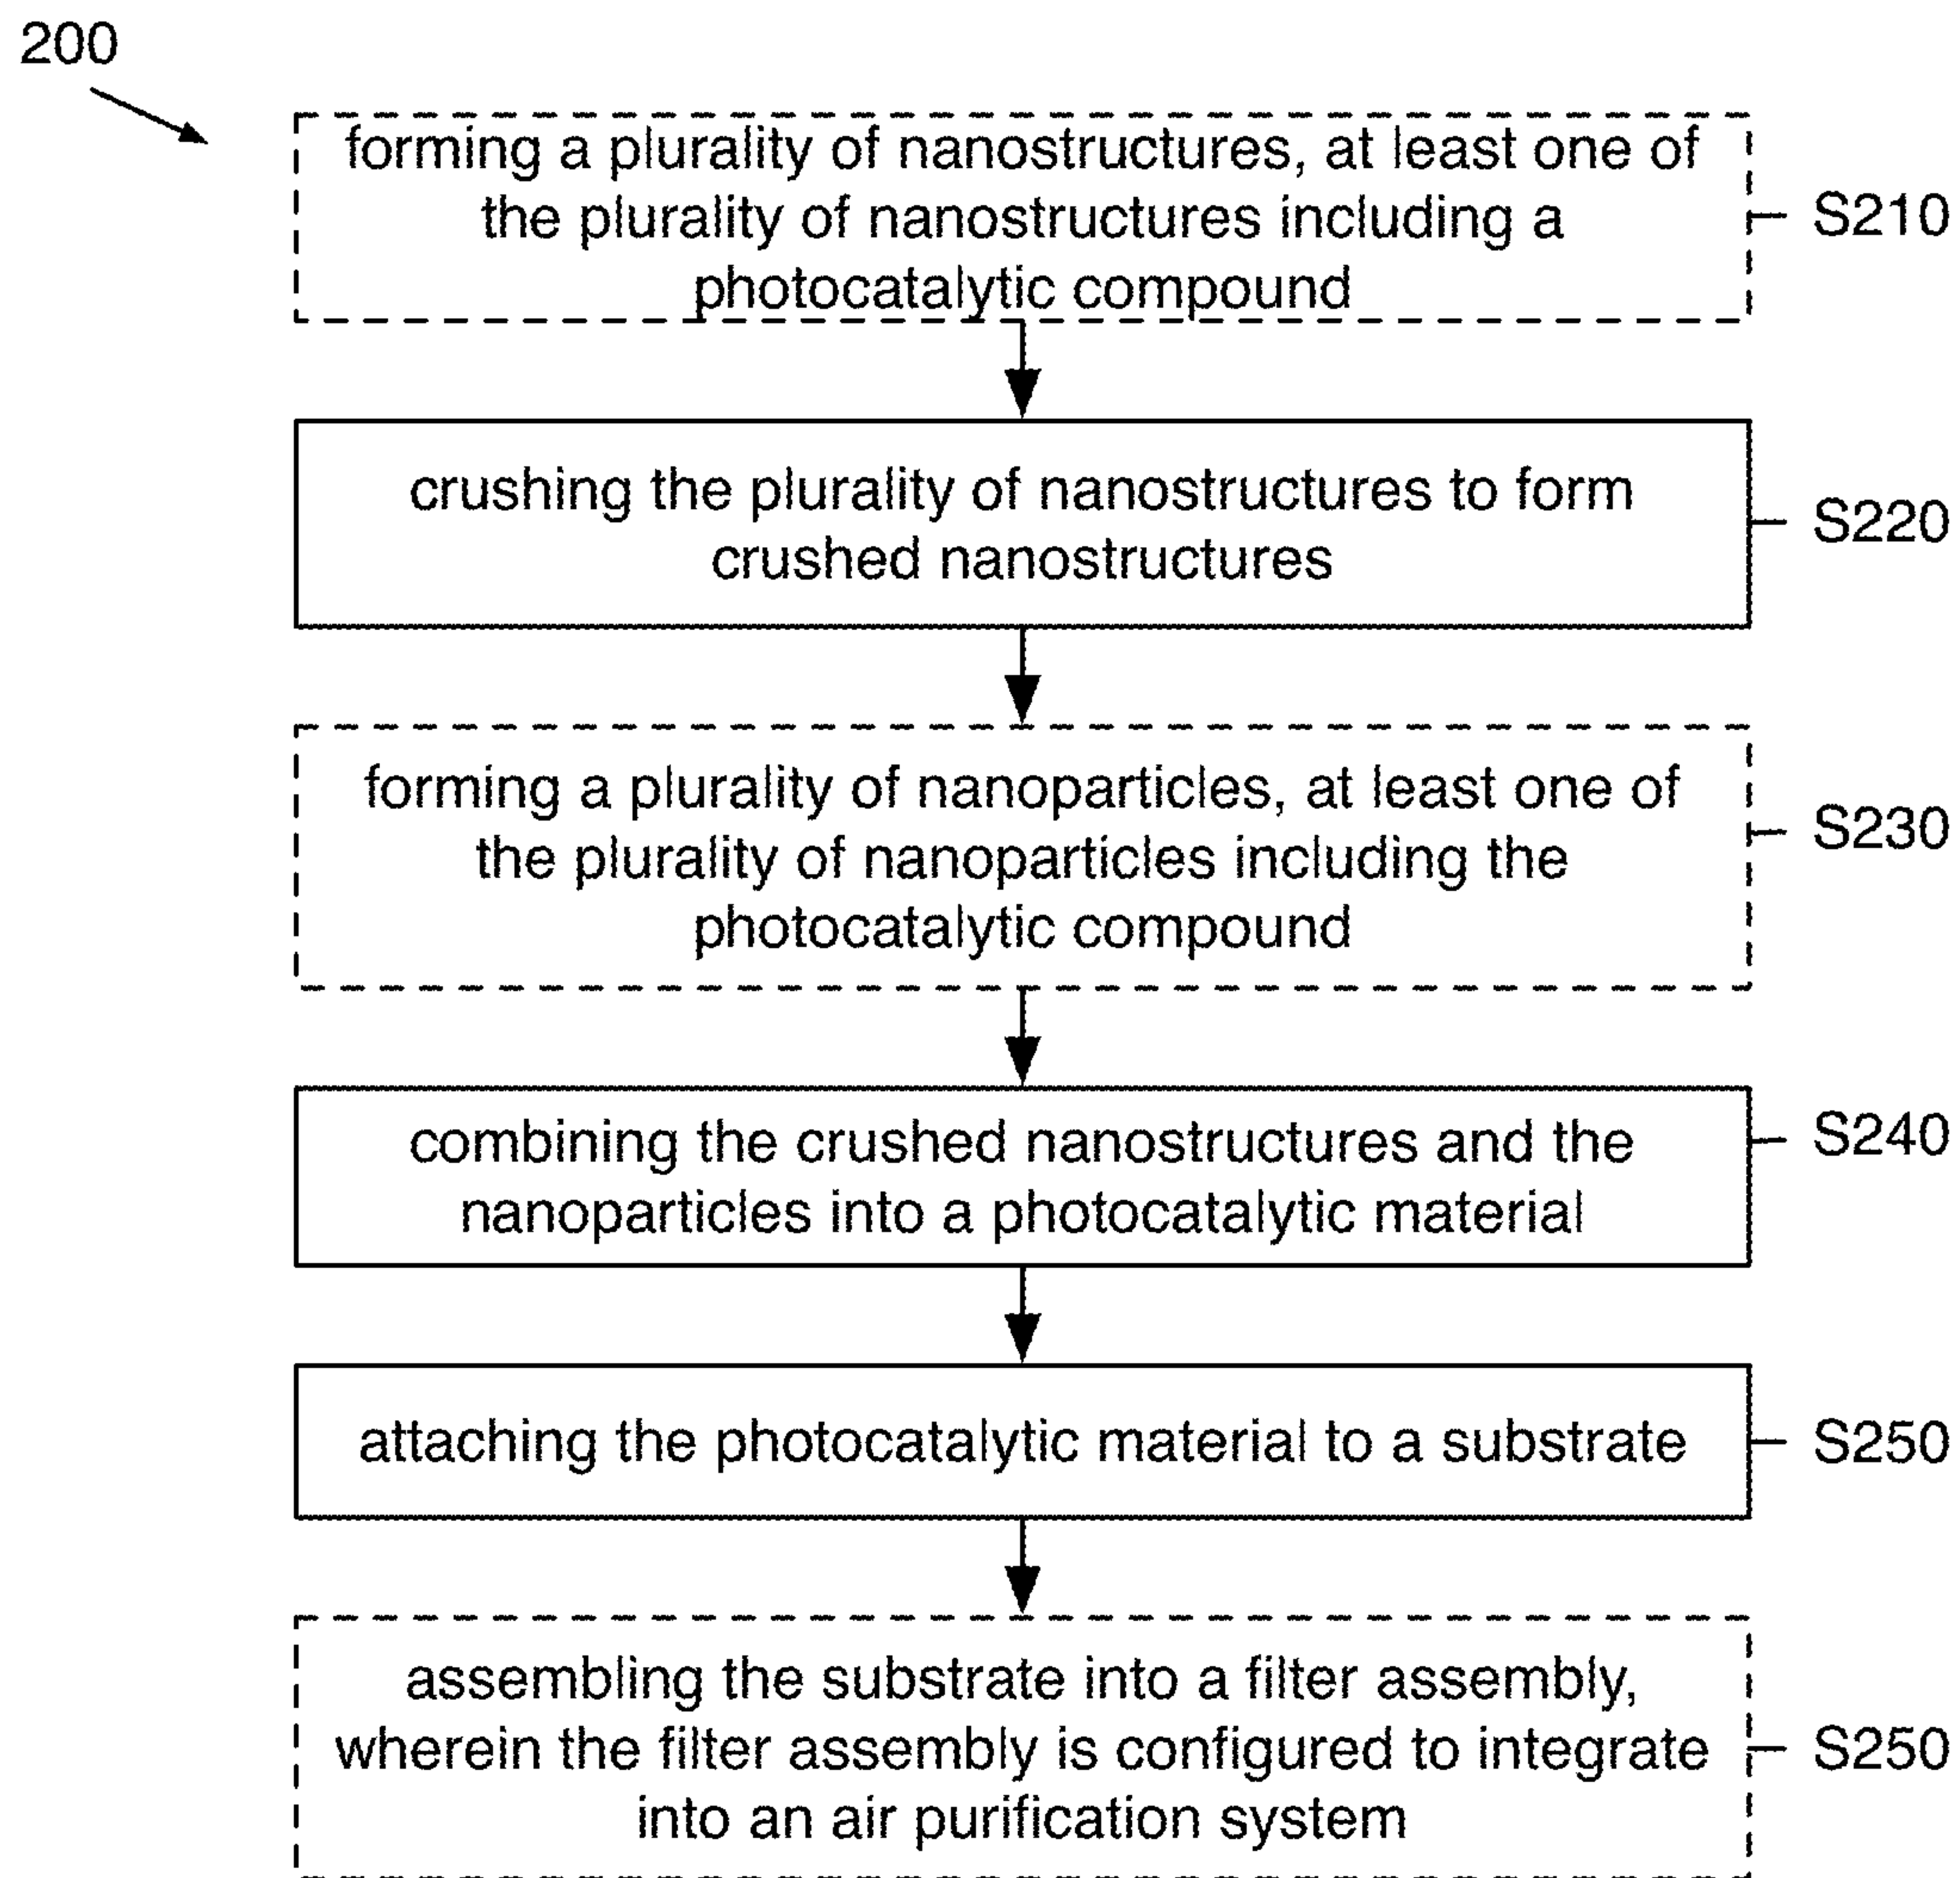 200
forming a plurality of nanostructures, at least one of
the plurality of nanostructures including a
photocatalytic compound
S210
crushing the plurality of nanostructures to form
crushed nanostructures
S220
forming a plurality of nanoparticles, at least one of
the plurality of nanoparticles including the
photocatalytic compound
S230
combining the crushed nanostructures and the
nanoparticles into a photocatalytic material
S240
attaching the photocatalytic material to a substrate
S250
assembling the substrate into a filter assembly,
wherein the filter assembly is configured to integrate
into an air purification system
S250